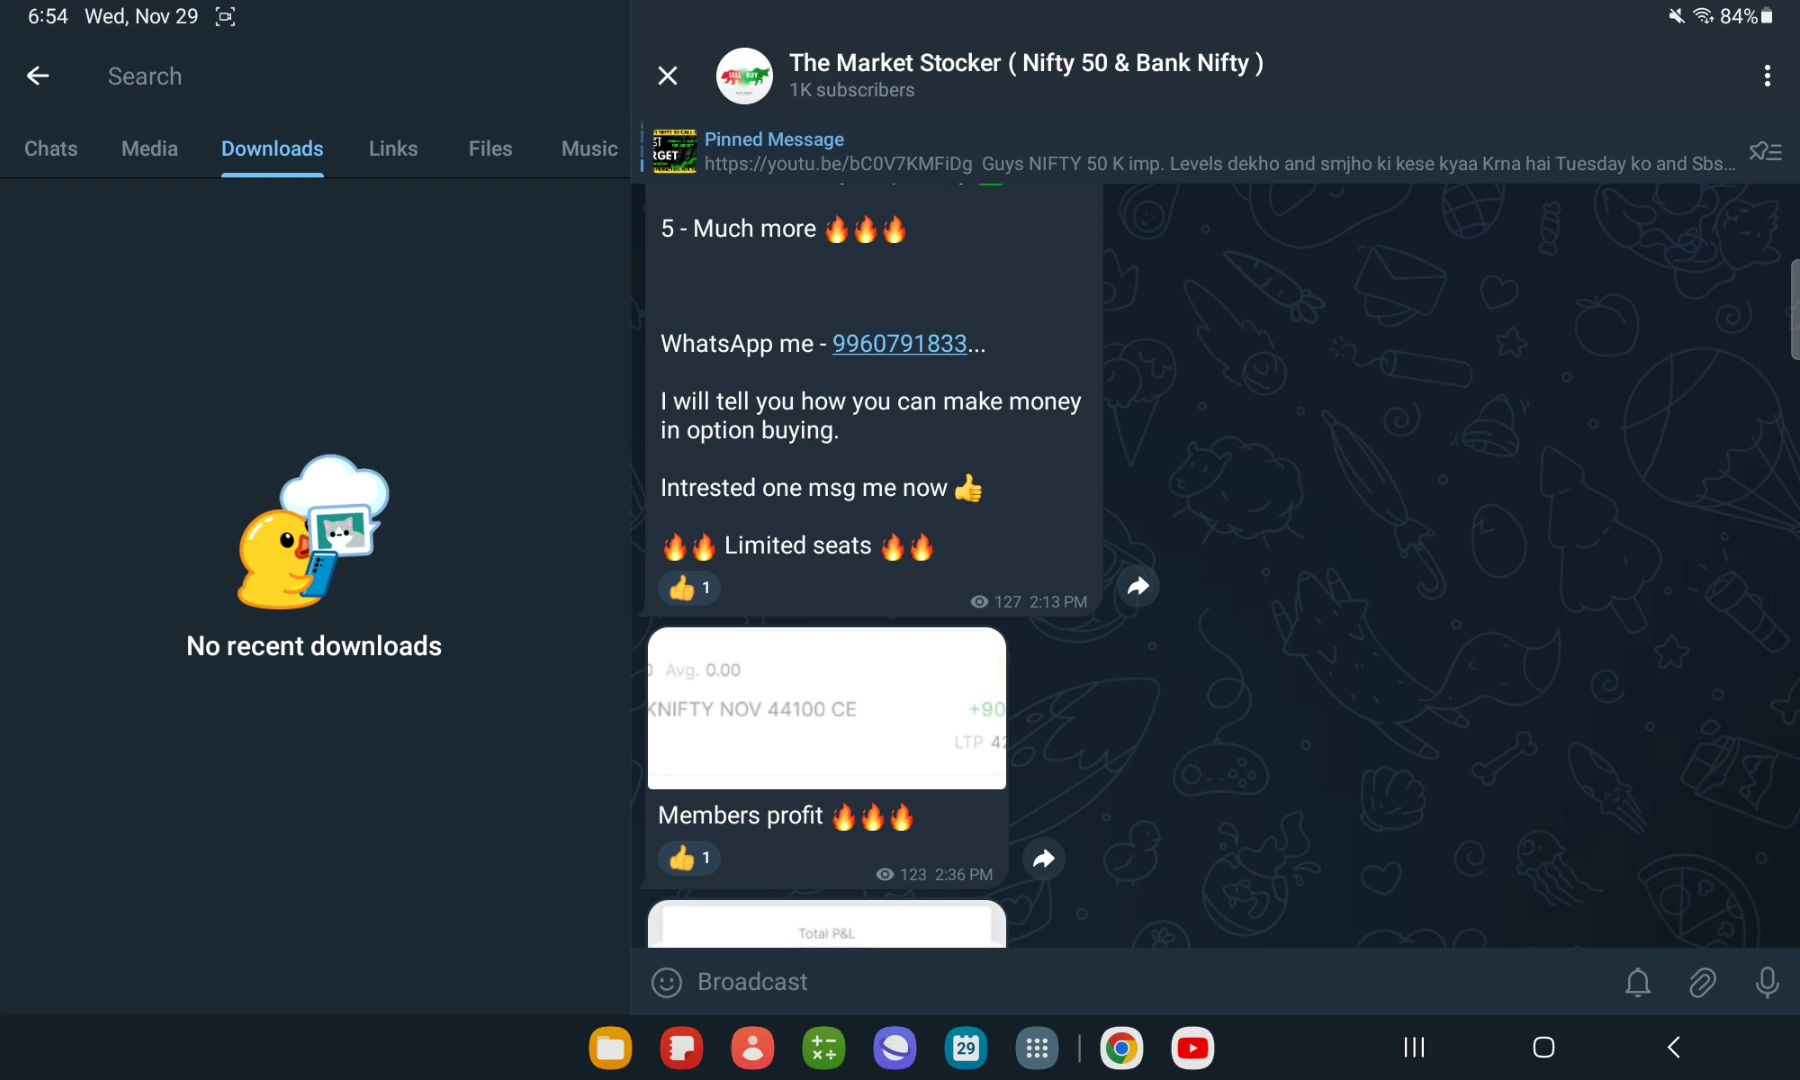 6:54 Wed, Nov 29
84%
Search
Chats Media Downloads Links Files Music
No recent downloads
The Market Stocker ( Nifty 50 & Bank Nifty )
1K subscribers
Pinned Message
https://youtu.be/bC0V7KMFiDg Guys NIFTY 50 K imp. Levels dekho and smjho ki kese kyaa Krna hai Tuesday ko and Sbs...
5 - Much more 🔥🔥🔥
WhatsApp me - 9960791833...
I will tell you how you can make money
in option buying.
Intrested one msg me now 👍
🔥🔥 Limited seats 🔥🔥
👍 1
127 2:13 PM
Avg. 0.00
KNIFTY NOV 44100 CE +90
LTP 42
Members profit 🔥🔥🔥
👍 1
123 2:36 PM
Total P&L
Broadcast
29